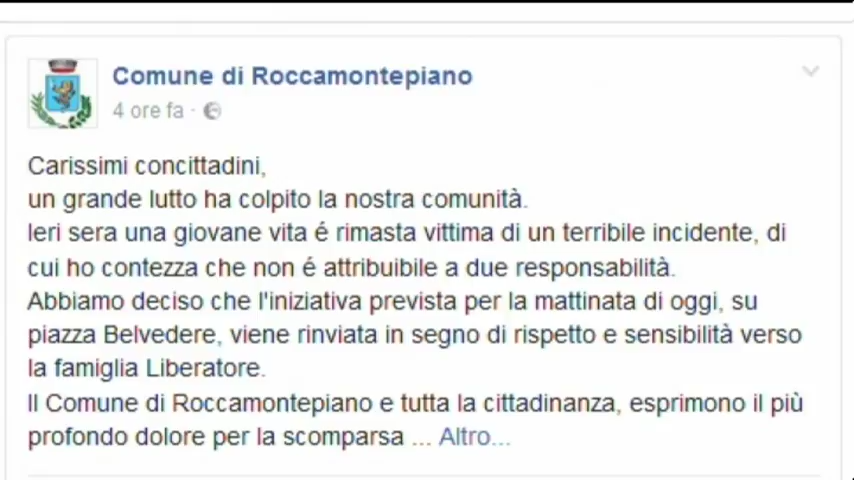 Comune di Roccamontepiano
4 ore fa ·
Carissimi concittadini,
un grande lutto ha colpito la nostra comunità.
Ieri sera una giovane vita é rimasta vittima di un terribile incidente, di
cui ho contezza che non é attribuibile a due responsabilità.
Abbiamo deciso che l'iniziativa prevista per la mattinata di oggi, su
piazza Belvedere, viene rinviata in segno di rispetto e sensibilità verso
la famiglia Liberatore.
Il Comune di Roccamontepiano e tutta la cittadinanza, esprimono il più
profondo dolore per la scomparsa ... Altro...